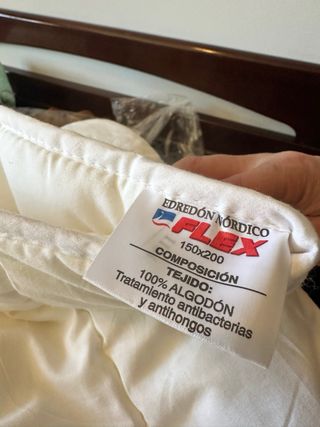 EDREDÓN NÓRDICO
FLEX
150x200
COMPOSICIÓN
TEJIDO:
100% ALGODÓN
Tratamiento antibacterias
y antihongos